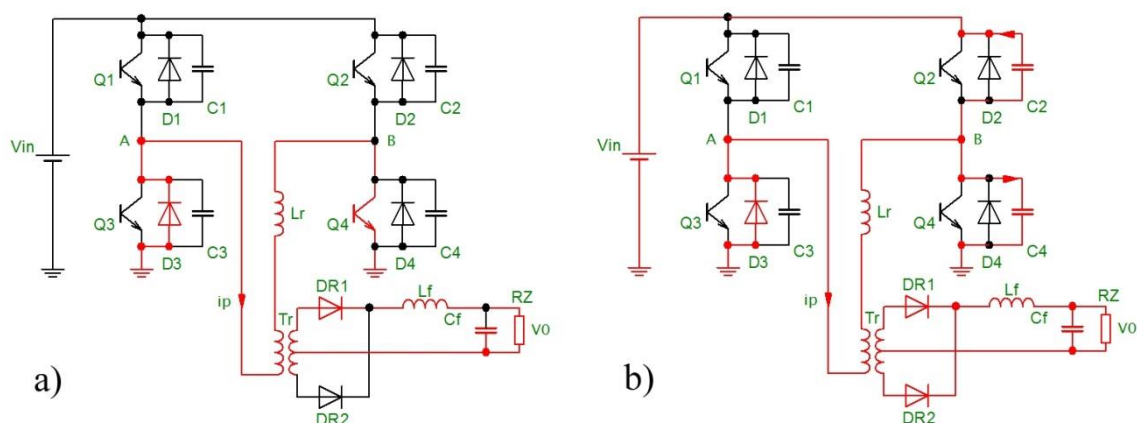 Q1
D1
C1
Q2
D2
C2
Vin
A
B
Q3
D3
C3
Lr
Q4
D4
C4
ip
Tr
DR1
Lf
Cf
RZ
V0
DR2
a)
Q1
D1
C1
Q2
D2
C2
Vin
A
B
Q3
D3
C3
Lr
Q4
D4
C4
ip
Tr
DR1
Lf
Cf
RZ
V0
DR2
b)